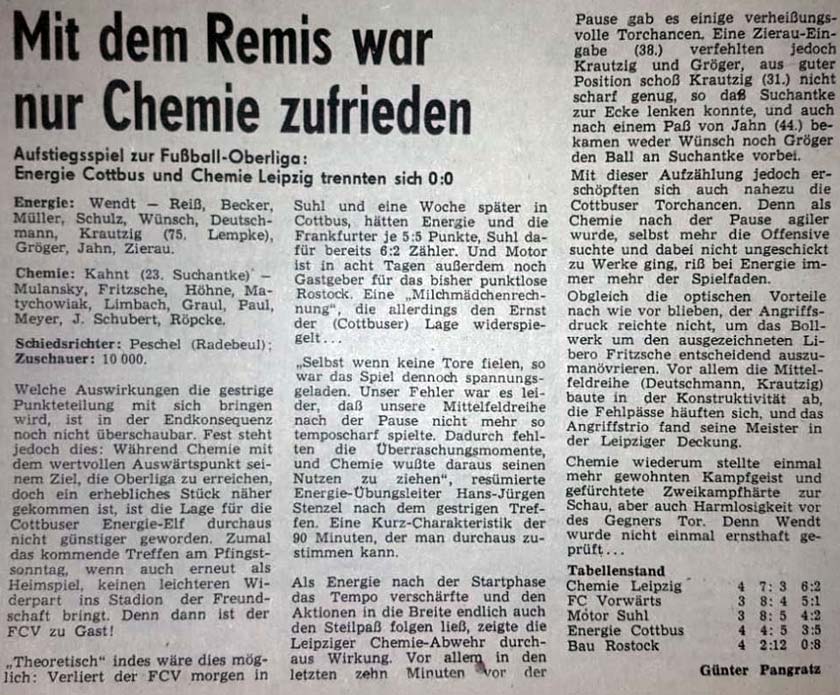 Mit dem Remis war
nur Chemie zufrieden
Aufstiegsspiel zur Fußball-Oberliga:
Energie Cottbus und Chemie Leipzig trennten sich 0:0
Energie: Wendt — Reiß, Becker,
Müller, Schulz, Wünsch, Deutsch-
mann, Krautzig (75. Lempke),
Gröger, Jahn, Zierau.
Chemie: Kahnt (23. Suchantke) —
Mulansky, Fritzsche, Höhne, Ma-
tychowiak, Limbach, Graul, Paul,
Meyer, J. Schubert, Röpcke.
Schiedsrichter: Peschel (Radebeul);
Zuschauer: 10 000.
Welche Auswirkungen die gestrige
Punkteteilung mit sich bringen
wird, ist in der Endkonsequenz
noch nicht überschaubar. Fest steht
jedoch dies: Während Chemie mit
dem wertvollen Auswärtspunkt sei-
nem Ziel, die Oberliga zu erreichen,
doch ein erhebliches Stück näher
gekommen ist, ist die Lage für die
Cottbuser Energie-Elf durchaus
nicht günstiger geworden. Zumal
das kommende Treffen am Pfingst-
sonntag, wenn auch erneut als
Heimspiel, keinen leichteren Wi-
derpart ins Stadion der Freund-
schaft bringt. Denn dann ist der
FCV zu Gast!
„Theoretisch" indes wäre dies mög-
lich: Verliert der FCV morgen in
Suhl und eine Woche später in
Cottbus, hätten Energie und die
Frankfurter je 5:5 Punkte, Suhl da-
für bereits 6:2 Zähler. Und Motor
ist in acht Tagen außerdem noch
Gastgeber für das bisher punktlose
Rostock. Eine „Milchmädchenrech-
nung", die allerdings den Ernst
der (Cottbuser) Lage widerspie-
gelt...
„Selbst wenn keine Tore fielen, so
war das Spiel dennoch spannungs-
geladen. Unser Fehler war es lei-
der, daß unsere Mittelfeldreihe
nach der Pause nicht mehr so
temposcharf spielte. Dadurch fehl-
ten die Überraschungsmomente,
und Chemie wußte daraus seinen
Nutzen zu ziehen", resümierte
Energie-Übungsleiter Hans-Jürgen
Stenzel nach dem gestrigen Tref-
fen. Eine Kurz-Charakteristik der
90 Minuten, der man durchaus zu-
stimmen kann.
Als Energie nach der Startphase
das Tempo verschärfte und den
Aktionen in die Breite endlich auch
den Steilpaß folgen ließ, zeigte die
Leipziger Chemie-Abwehr durch-
aus Wirkung. Vor allem in den
letzten zehn Minuten vor der
Pause gab es einige verheißungs-
volle Torchancen. Eine Zierau-Ein-
gabe (38.) verfehlten jedoch
Krautzig und Gröger, aus guter
Position schoß Krautzig (31.) nicht
scharf genug, so daß Suchantke
zur Ecke lenken konnte, und auch
nach einem Paß von Jahn (44.) be-
kamen weder Wünsch noch Gröger
den Ball an Suchantke vorbei.
Mit dieser Aufzählung jedoch er-
schöpften sich auch nahezu die
Cottbuser Torchancen. Denn als
Chemie nach der Pause agiler
wurde, selbst mehr die Offensive
suchte und dabei nicht ungeschickt
zu Werke ging, riß bei Energie im-
mer mehr der Spielfaden.
Obgleich die optischen Vorteile
nach wie vor blieben, der Angriffs-
druck reichte nicht, um das Boll-
werk um den ausgezeichneten Li-
bero Fritzsche entscheidend auszu-
manövrieren. Vor allem die Mittel-
feldreihe (Deutschmann, Krautzig)
baute in der Konstruktivität ab,
die Fehlpässe häuften sich, und das
Angriffstrio fand seine Meister in
der Leipziger Deckung.
Chemie wiederum stellte einmal
mehr gewohnten Kampfgeist und
gefürchtete Zweikampfhärte zur
Schau, aber auch Harmlosigkeit vor
des Gegners Tor. Denn Wendt
wurde nicht einmal ernsthaft ge-
prüft...
Tabellenstand
Chemie Leipzig 4 7: 3 6:2
FC Vorwärts 3 8: 4 5:1
Motor Suhl 3 8: 5 4:2
Energie Cottbus 4 4: 5 3:5
Bau Rostock 4 2:12 0:8
Günter Pangratz